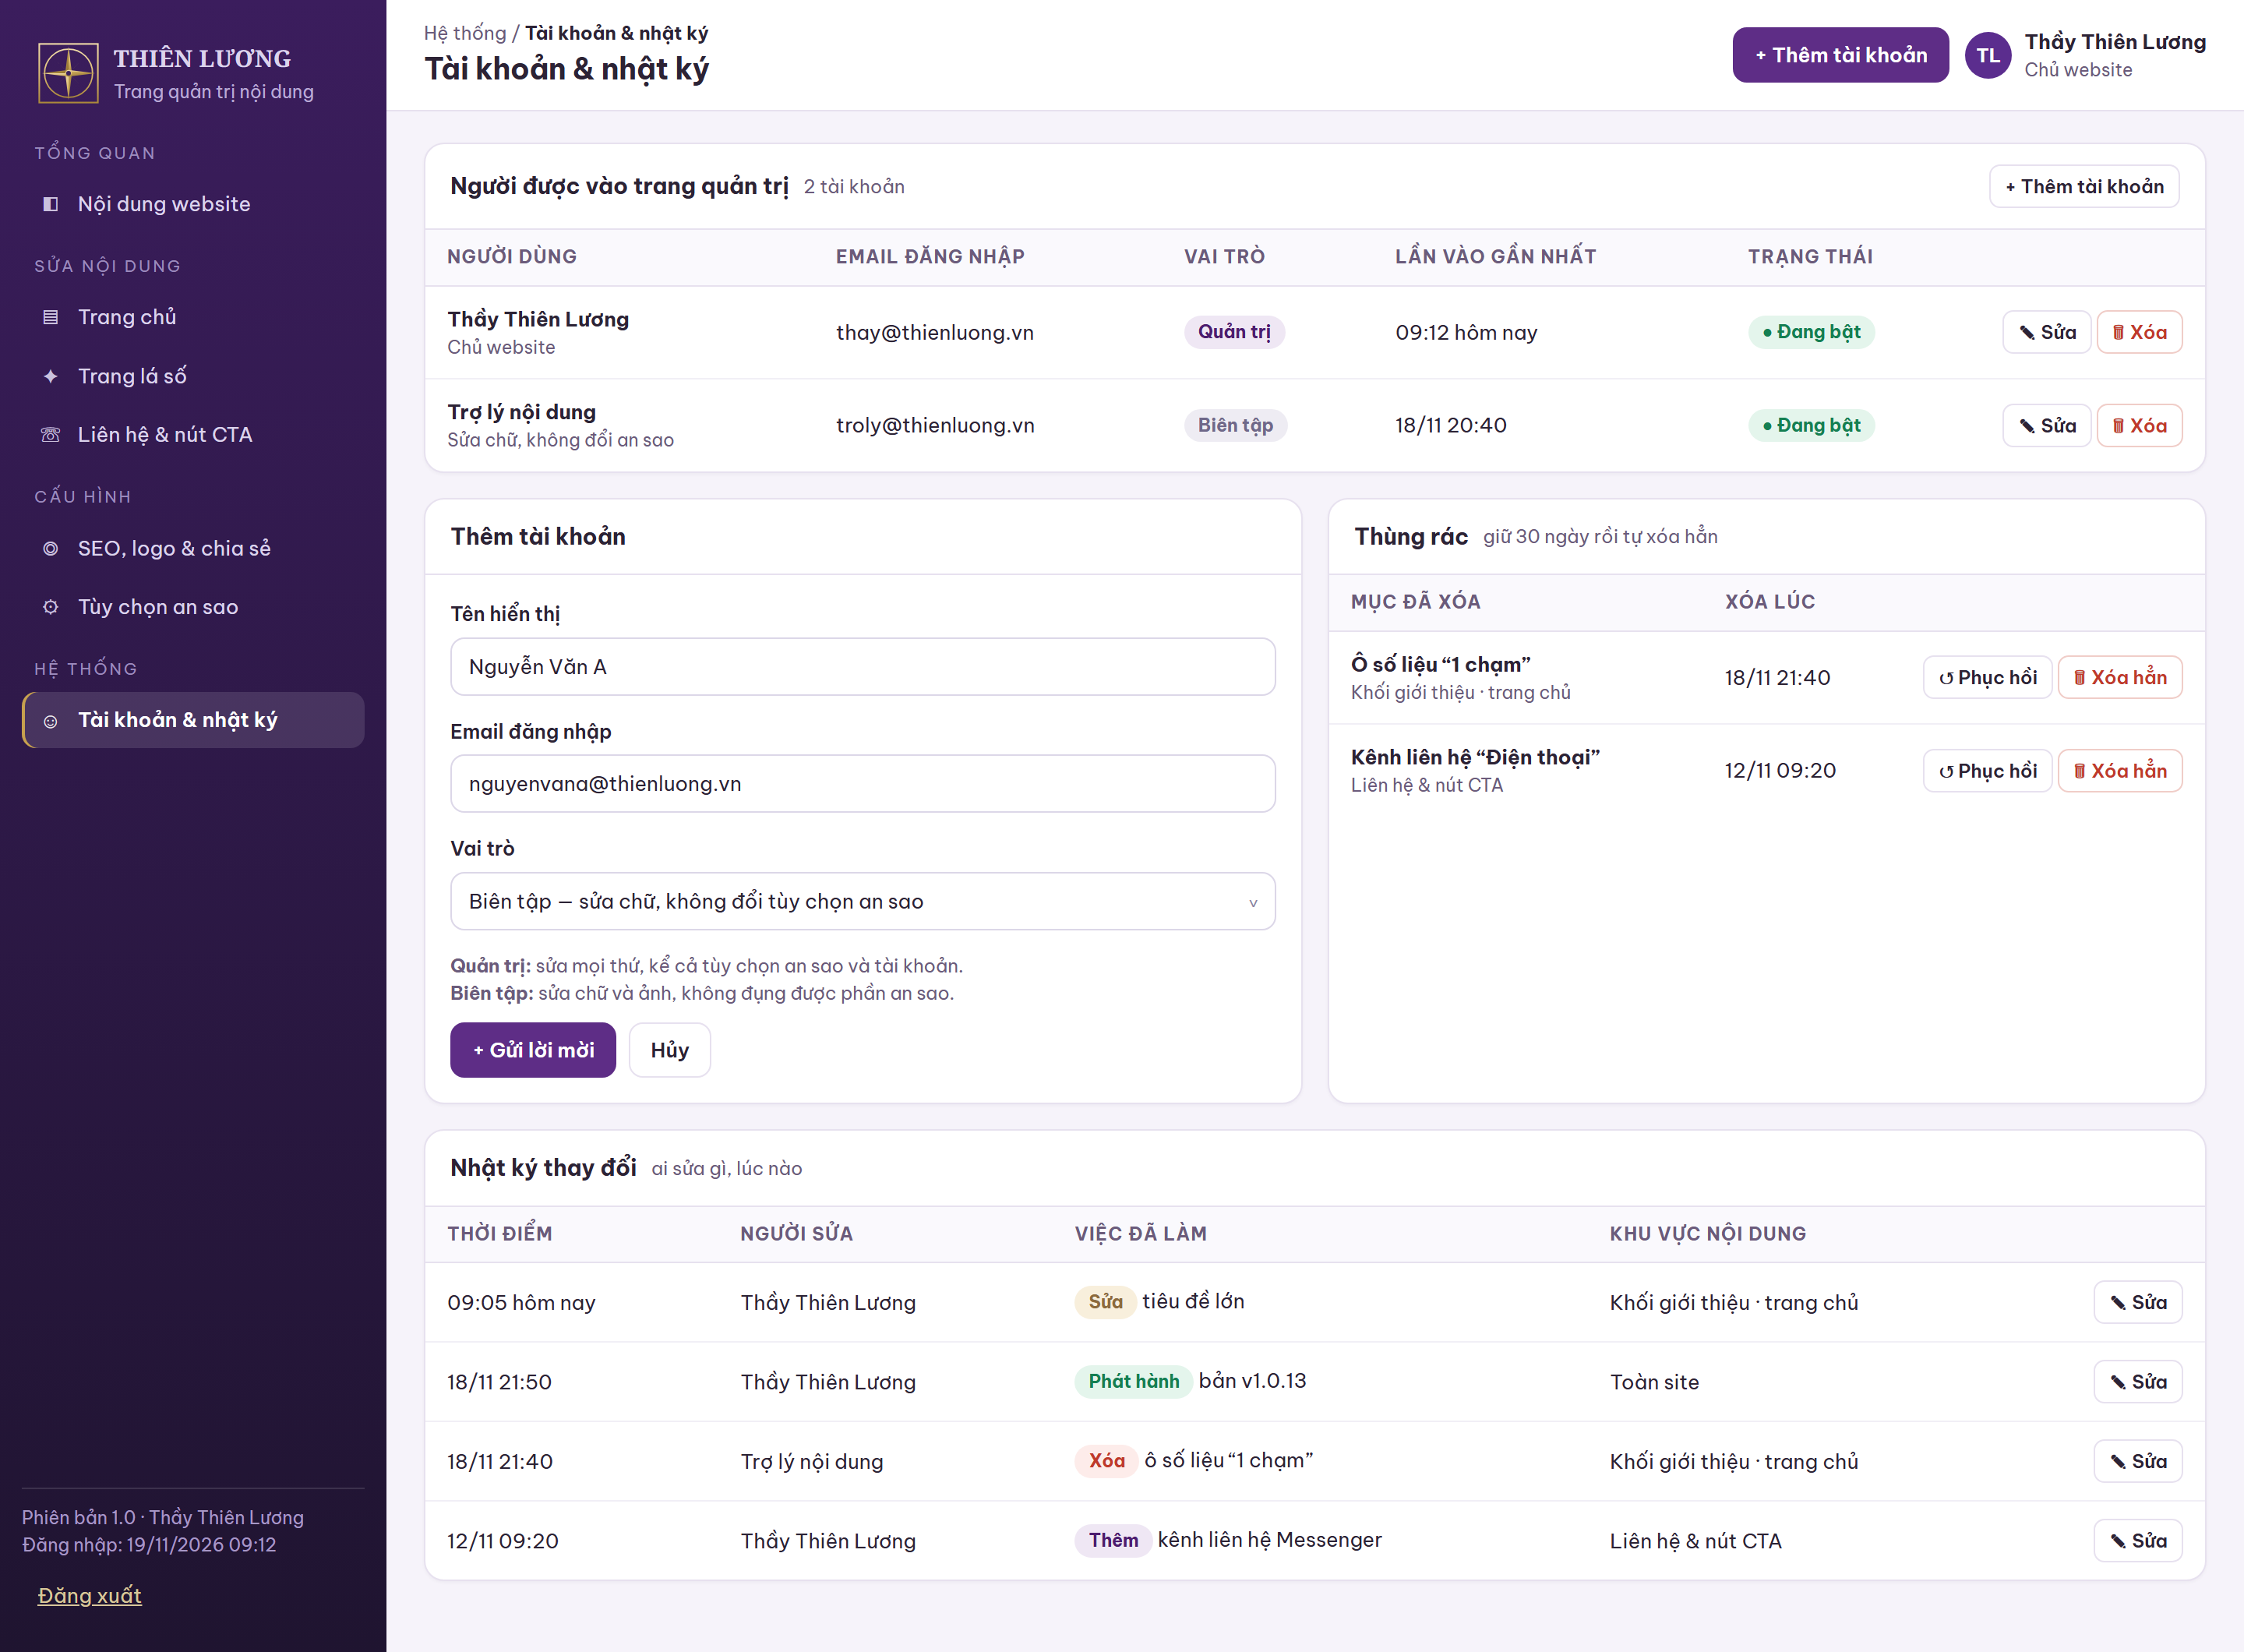 THIÊN LƯƠNG
Trang quản trị nội dung
TỔNG QUAN
Nội dung website
SỬA NỘI DUNG
Trang chủ
Trang lá số
Liên hệ & nút CTA
CẤU HÌNH
SEO, logo & chia sẻ
Tùy chọn an sao
HỆ THỐNG
Tài khoản & nhật ký
Phiên bản 1.0 · Thầy Thiên Lương
Đăng nhập: 19/11/2026 09:12
Đăng xuất
Hệ thống / Tài khoản & nhật ký
Tài khoản & nhật ký
+ Thêm tài khoản
TL
Thầy Thiên Lương
Chủ website
Người được vào trang quản trị 2 tài khoản
+ Thêm tài khoản
NGƯỜI DÙNG EMAIL ĐĂNG NHẬP VAI TRÒ LẦN VÀO GẦN NHẤT TRẠNG THÁI
Thầy Thiên Lương
Chủ website
thay@thienluong.vn Quản trị 09:12 hôm nay ● Đang bật Sửa Xóa
Trợ lý nội dung
Sửa chữ, không đổi an sao
troly@thienluong.vn Biên tập 18/11 20:40 ● Đang bật Sửa Xóa
Thêm tài khoản
Tên hiển thị
Nguyễn Văn A
Email đăng nhập
nguyenvana@thienluong.vn
Vai trò
Biên tập — sửa chữ, không đổi tùy chọn an sao
Quản trị: sửa mọi thứ, kể cả tùy chọn an sao và tài khoản.
Biên tập: sửa chữ và ảnh, không đụng được phần an sao.
+ Gửi lời mời Hủy
Thùng rác giữ 30 ngày rồi tự xóa hẳn
MỤC ĐÃ XÓA XÓA LÚC
Ô số liệu “1 chạm”
Khối giới thiệu · trang chủ
18/11 21:40 ↺ Phục hồi Xóa hẳn
Kênh liên hệ “Điện thoại”
Liên hệ & nút CTA
12/11 09:20 ↺ Phục hồi Xóa hẳn
Nhật ký thay đổi ai sửa gì, lúc nào
THỜI ĐIỂM NGƯỜI SỬA VIỆC ĐÃ LÀM KHU VỰC NỘI DUNG
09:05 hôm nay Thầy Thiên Lương Sửa tiêu đề lớn Khối giới thiệu · trang chủ Sửa
18/11 21:50 Thầy Thiên Lương Phát hành bản v1.0.13 Toàn site Sửa
18/11 21:40 Trợ lý nội dung Xóa ô số liệu “1 chạm” Khối giới thiệu · trang chủ Sửa
12/11 09:20 Thầy Thiên Lương Thêm kênh liên hệ Messenger Liên hệ & nút CTA Sửa